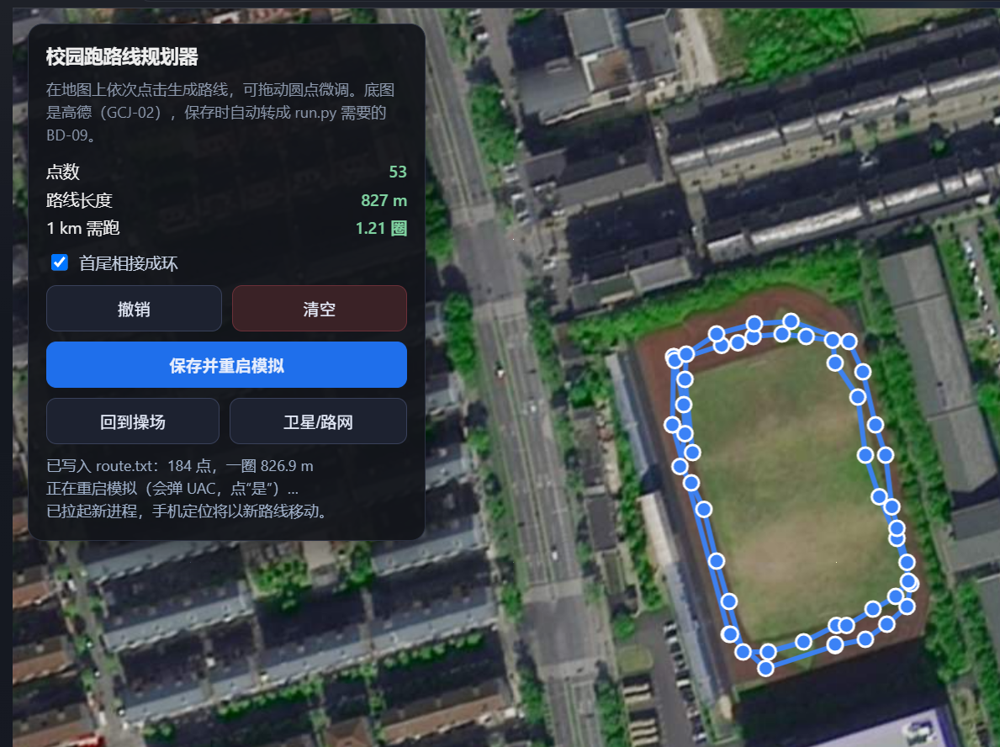 校园跑路线规划器
在地图上依次点击生成路线，可拖动圆点微调。底图
是高德（GCJ-02），保存时自动转成 run.py 需要的
BD-09。
点数 53
路线长度 827 m
1 km 需跑 1.21 圈
首尾相接成环
撤销 清空
保存并重启模拟
回到操场 卫星/路网
已写入 route.txt：184 点，一圈 826.9 m
正在重启模拟（会弹 UAC，点“是”）...
已拉起新进程，手机定位将以新路线移动。